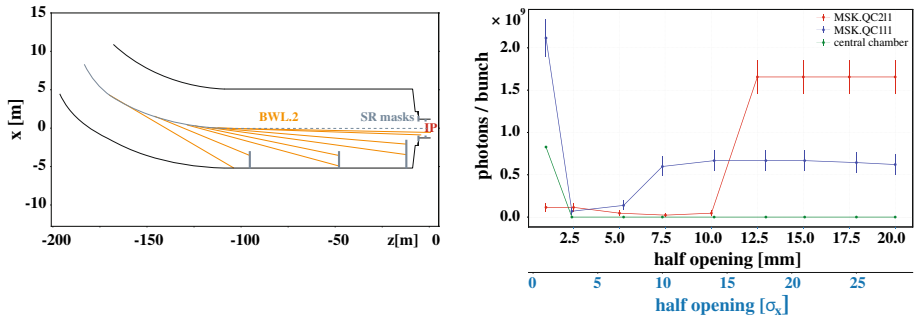 15
10
5
0
-5
-10
x [m]
BWL.2
SR masks
IP
-200
-150
-100
-50
z[m]
0
× 10⁹
2.0
1.5
1.0
0.5
0.0
photons / bunch
MSK.QC2l1
MSK.QC1l1
central chamber
2.5
5.0
7.5
10.0
12.5
15.0
17.5
20.0
half opening [mm]
0
5
10
15
20
25
half opening [σₓ]